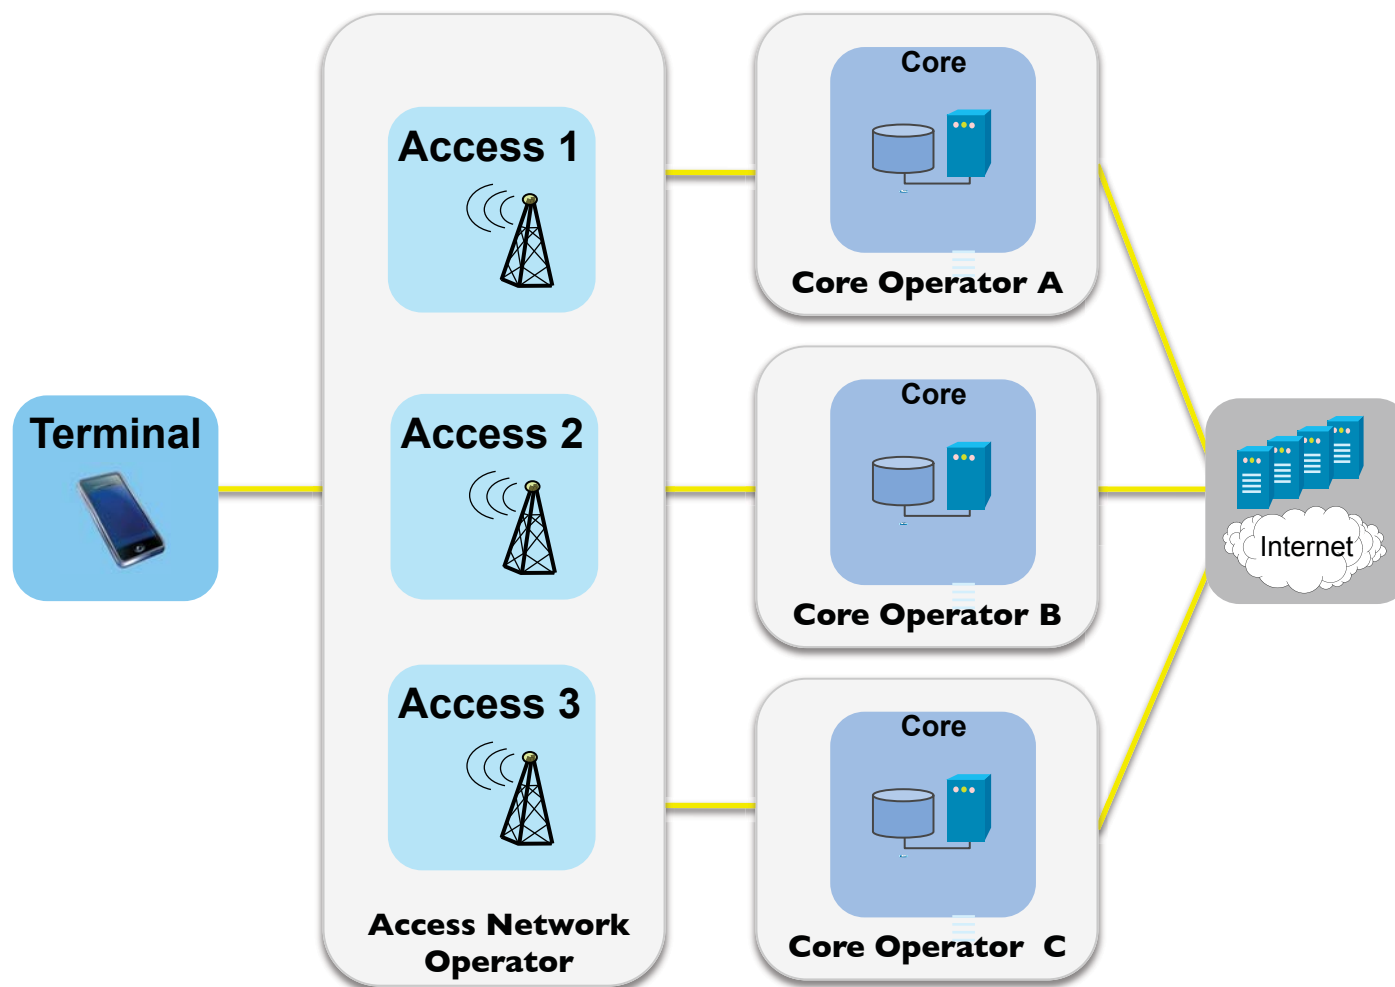 Terminal
Access 1
Access 2
Access 3
Access Network
Operator
Core
Core Operator A
Core
Core Operator B
Core
Core Operator C
Internet